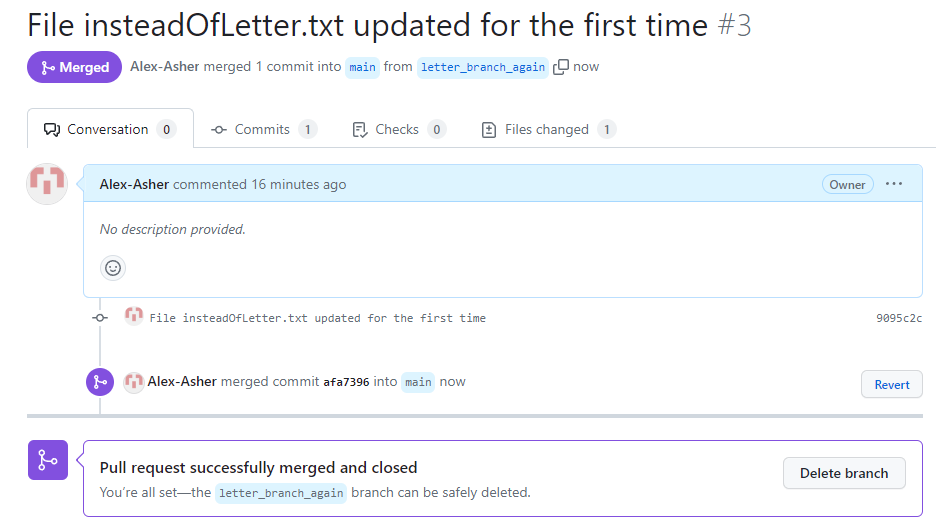 File insteadOfLetter.txt updated for the first time #3
Merged Alex-Asher merged 1 commit into main from letter_branch_again now
Conversation 0 Commits 1 Checks 0 Files changed 1
Alex-Asher commented 16 minutes ago Owner ...
No description provided.
File insteadOfLetter.txt updated for the first time 9095c2c
Alex-Asher merged commit afa7396 into main now Revert
Pull request successfully merged and closed
You're all set—the letter_branch_again branch can be safely deleted.
Delete branch